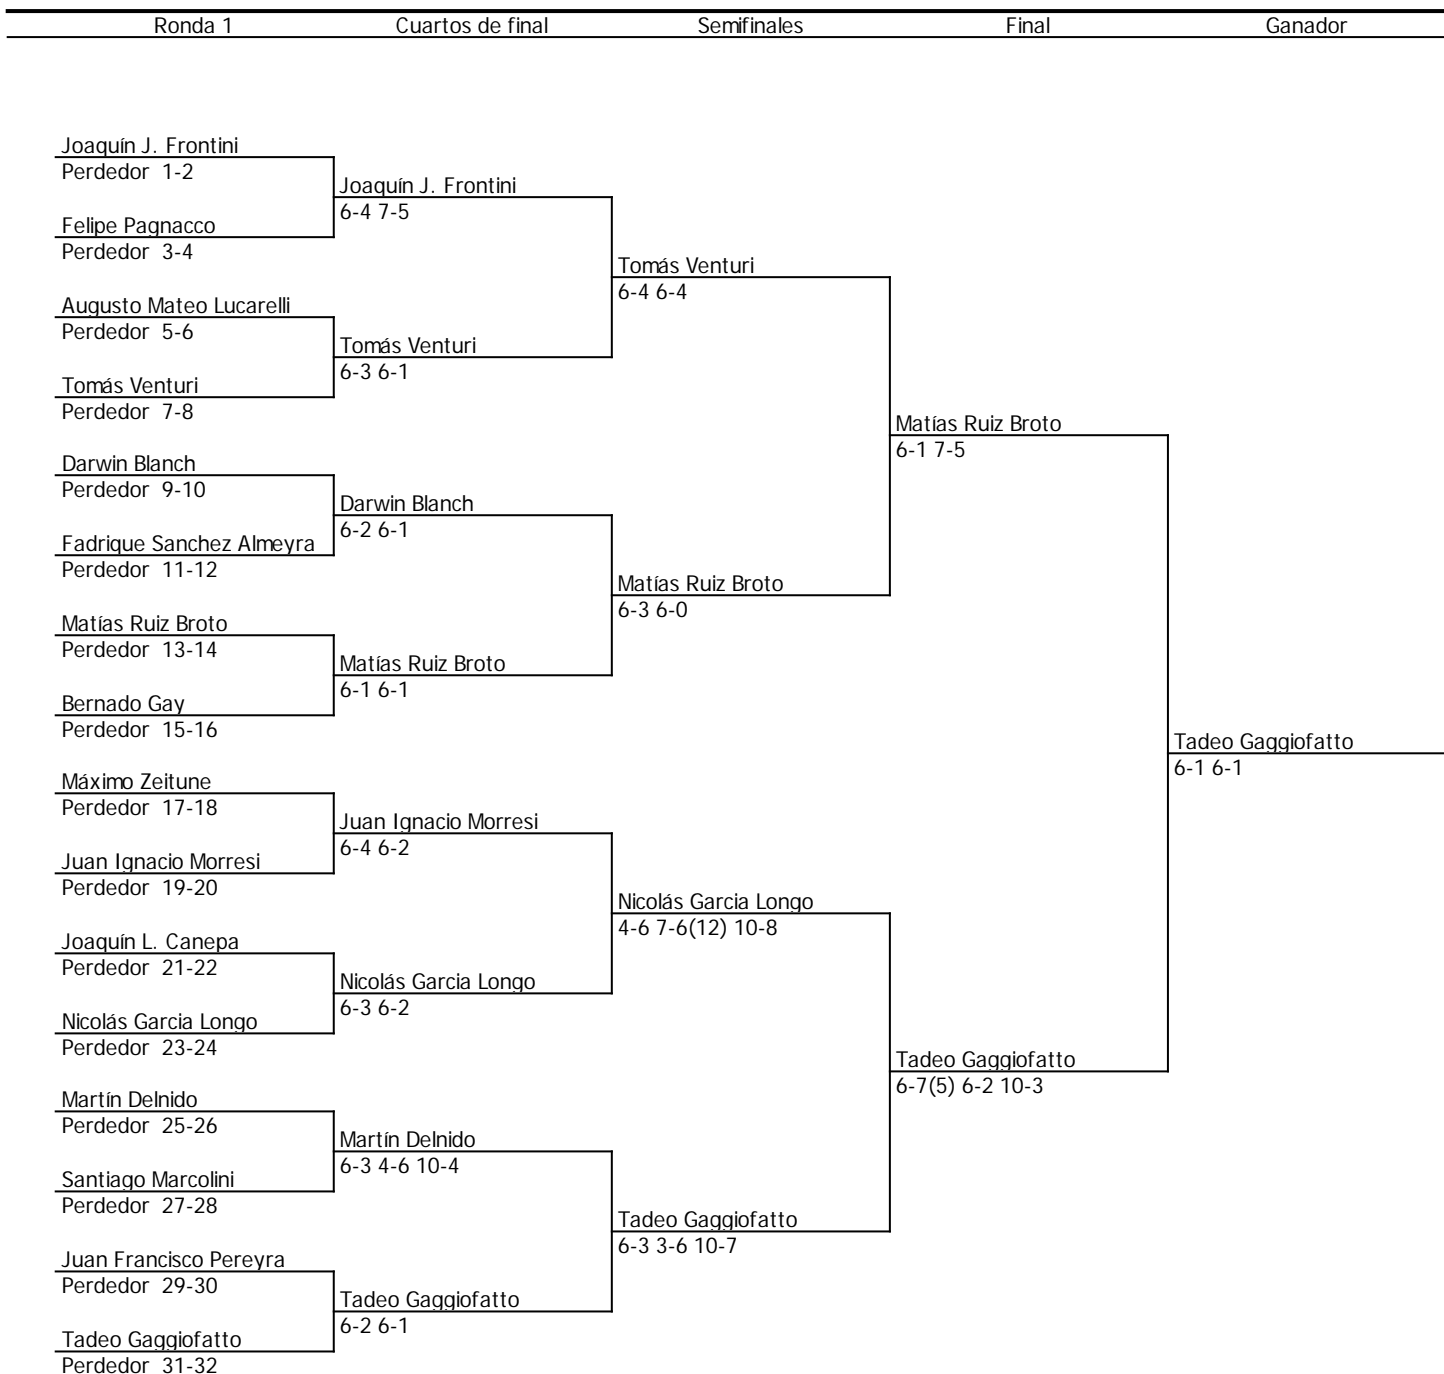 Ronda 1 Cuartos de final Semifinales Final Ganador
Joaquín J. Frontini
Perdedor 1-2
Joaquín J. Frontini
6-4 7-5
Felipe Pagnacco
Perdedor 3-4
Tomás Venturi
6-4 6-4
Augusto Mateo Lucarelli
Perdedor 5-6
Tomás Venturi
6-3 6-1
Tomás Venturi
Perdedor 7-8
Matías Ruiz Broto
6-1 7-5
Darwin Blanch
Perdedor 9-10
Darwin Blanch
6-2 6-1
Fadrique Sanchez Almeyra
Perdedor 11-12
Matías Ruiz Broto
6-3 6-0
Matías Ruiz Broto
Perdedor 13-14
Matías Ruiz Broto
6-1 6-1
Bernado Gay
Perdedor 15-16
Tadeo Gaggiofatto
6-1 6-1
Máximo Zeitune
Perdedor 17-18
Juan Ignacio Morresi
6-4 6-2
Juan Ignacio Morresi
Perdedor 19-20
Nicolás Garcia Longo
4-6 7-6(12) 10-8
Joaquín L. Canepa
Perdedor 21-22
Nicolás Garcia Longo
6-3 6-2
Nicolás Garcia Longo
Perdedor 23-24
Tadeo Gaggiofatto
6-7(5) 6-2 10-3
Martín Delnido
Perdedor 25-26
Martín Delnido
6-3 4-6 10-4
Santiago Marcolini
Perdedor 27-28
Tadeo Gaggiofatto
6-3 3-6 10-7
Juan Francisco Pereyra
Perdedor 29-30
Tadeo Gaggiofatto
6-2 6-1
Tadeo Gaggiofatto
Perdedor 31-32